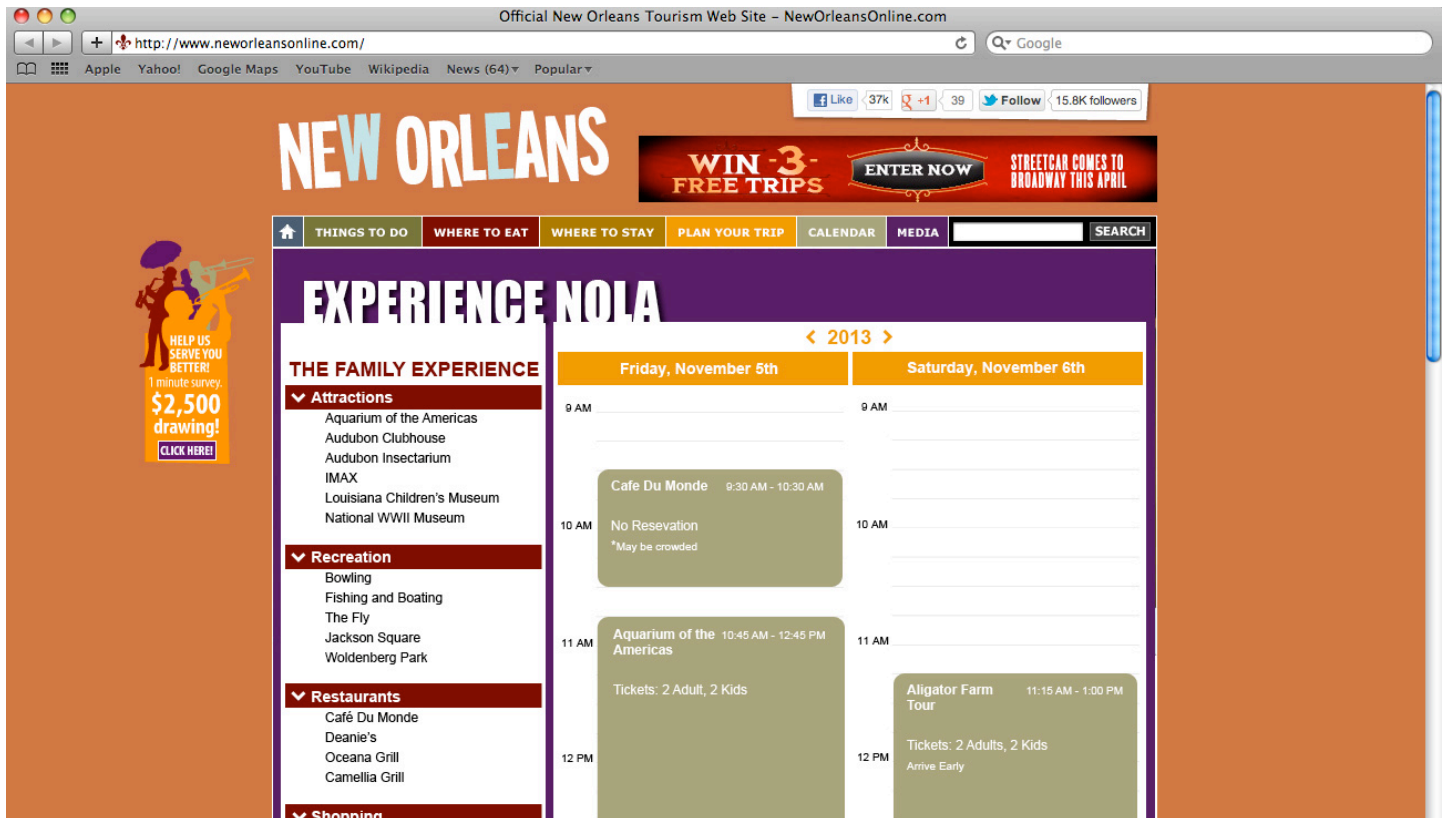 Official New Orleans Tourism Web Site – NewOrleansOnline.com
http://www.neworleansonline.com/
Google
Apple Yahoo! Google Maps YouTube Wikipedia News (64) Popular
Like 37k +1 39 Follow 15.8K followers
NEW ORLEANS
WIN -3-
FREE TRIPS
ENTER NOW
STREETCAR COMES TO
BROADWAY THIS APRIL
THINGS TO DO WHERE TO EAT WHERE TO STAY PLAN YOUR TRIP CALENDAR MEDIA SEARCH
HELP US
SERVE YOU
BETTER!
1 minute survey.
$2,500
drawing!
CLICK HERE!
EXPERIENCE NOLA
THE FAMILY EXPERIENCE
Attractions
Aquarium of the Americas
Audubon Clubhouse
Audubon Insectarium
IMAX
Louisiana Children's Museum
National WWII Museum
Recreation
Bowling
Fishing and Boating
The Fly
Jackson Square
Woldenberg Park
Restaurants
Café Du Monde
Deanie's
Oceana Grill
Camellia Grill
Shopping
< 2013 >
Friday, November 5th
9 AM
Cafe Du Monde 9:30 AM - 10:30 AM
10 AM No Resevation
*May be crowded
11 AM
Aquarium of the 10:45 AM - 12:45 PM
Americas
Tickets: 2 Adult, 2 Kids
12 PM
Saturday, November 6th
9 AM
10 AM
11 AM
Aligator Farm 11:15 AM - 1:00 PM
Tour
Tickets: 2 Adults, 2 Kids
12 PM Arrive Early